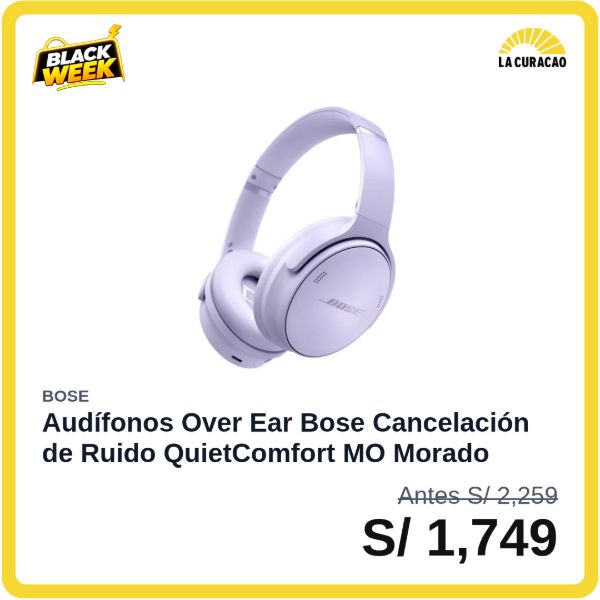 BLACK
WEEK
LA CURACAO
BOSE
BOSE
Audífonos Over Ear Bose Cancelación
de Ruido QuietComfort MO Morado
Antes S/ 2,259
S/ 1,749